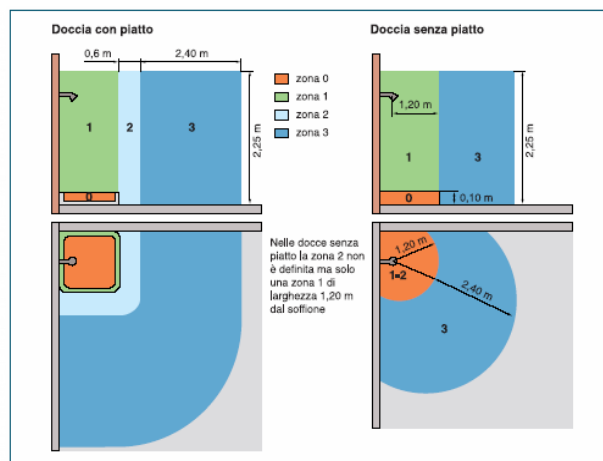 Doccia con piatto
0,6 m
2,40 m
1
2
3
0
2,25 m
zona 0
zona 1
zona 2
zona 3
Doccia senza piatto
1,20 m
1
3
0
0,10 m
2,25 m
Nelle docce senza
piatto la zona 2 non
è definita ma solo
una zona 1 di
larghezza 1,20 m
dal soffione
1,20 m
1=2
2,40 m
3